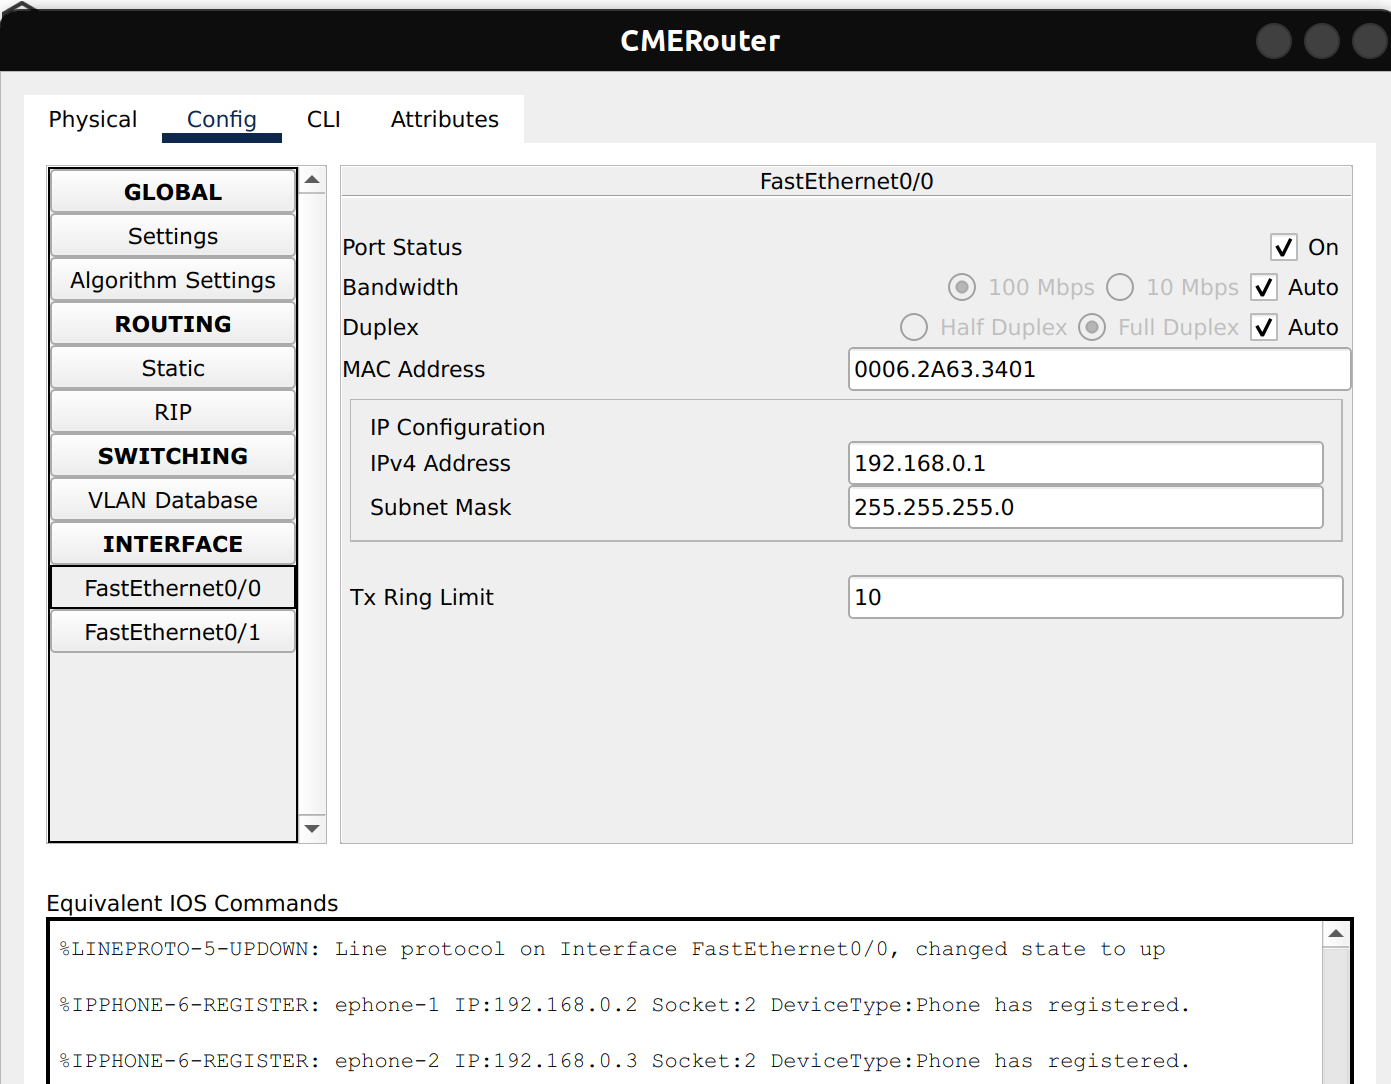 CMERouter
Physical Config CLI Attributes
GLOBAL
Settings
Algorithm Settings
ROUTING
Static
RIP
SWITCHING
VLAN Database
INTERFACE
FastEthernet0/0
FastEthernet0/1
FastEthernet0/0
Port Status On
Bandwidth 100 Mbps 10 Mbps Auto
Duplex Half Duplex Full Duplex Auto
MAC Address 0006.2A63.3401
IP Configuration
IPv4 Address 192.168.0.1
Subnet Mask 255.255.255.0
Tx Ring Limit 10
Equivalent IOS Commands
%LINEPROTO-5-UPDOWN: Line protocol on Interface FastEthernet0/0, changed state to up
%IPPHONE-6-REGISTER: ephone-1 IP:192.168.0.2 Socket:2 DeviceType:Phone has registered.
%IPPHONE-6-REGISTER: ephone-2 IP:192.168.0.3 Socket:2 DeviceType:Phone has registered.